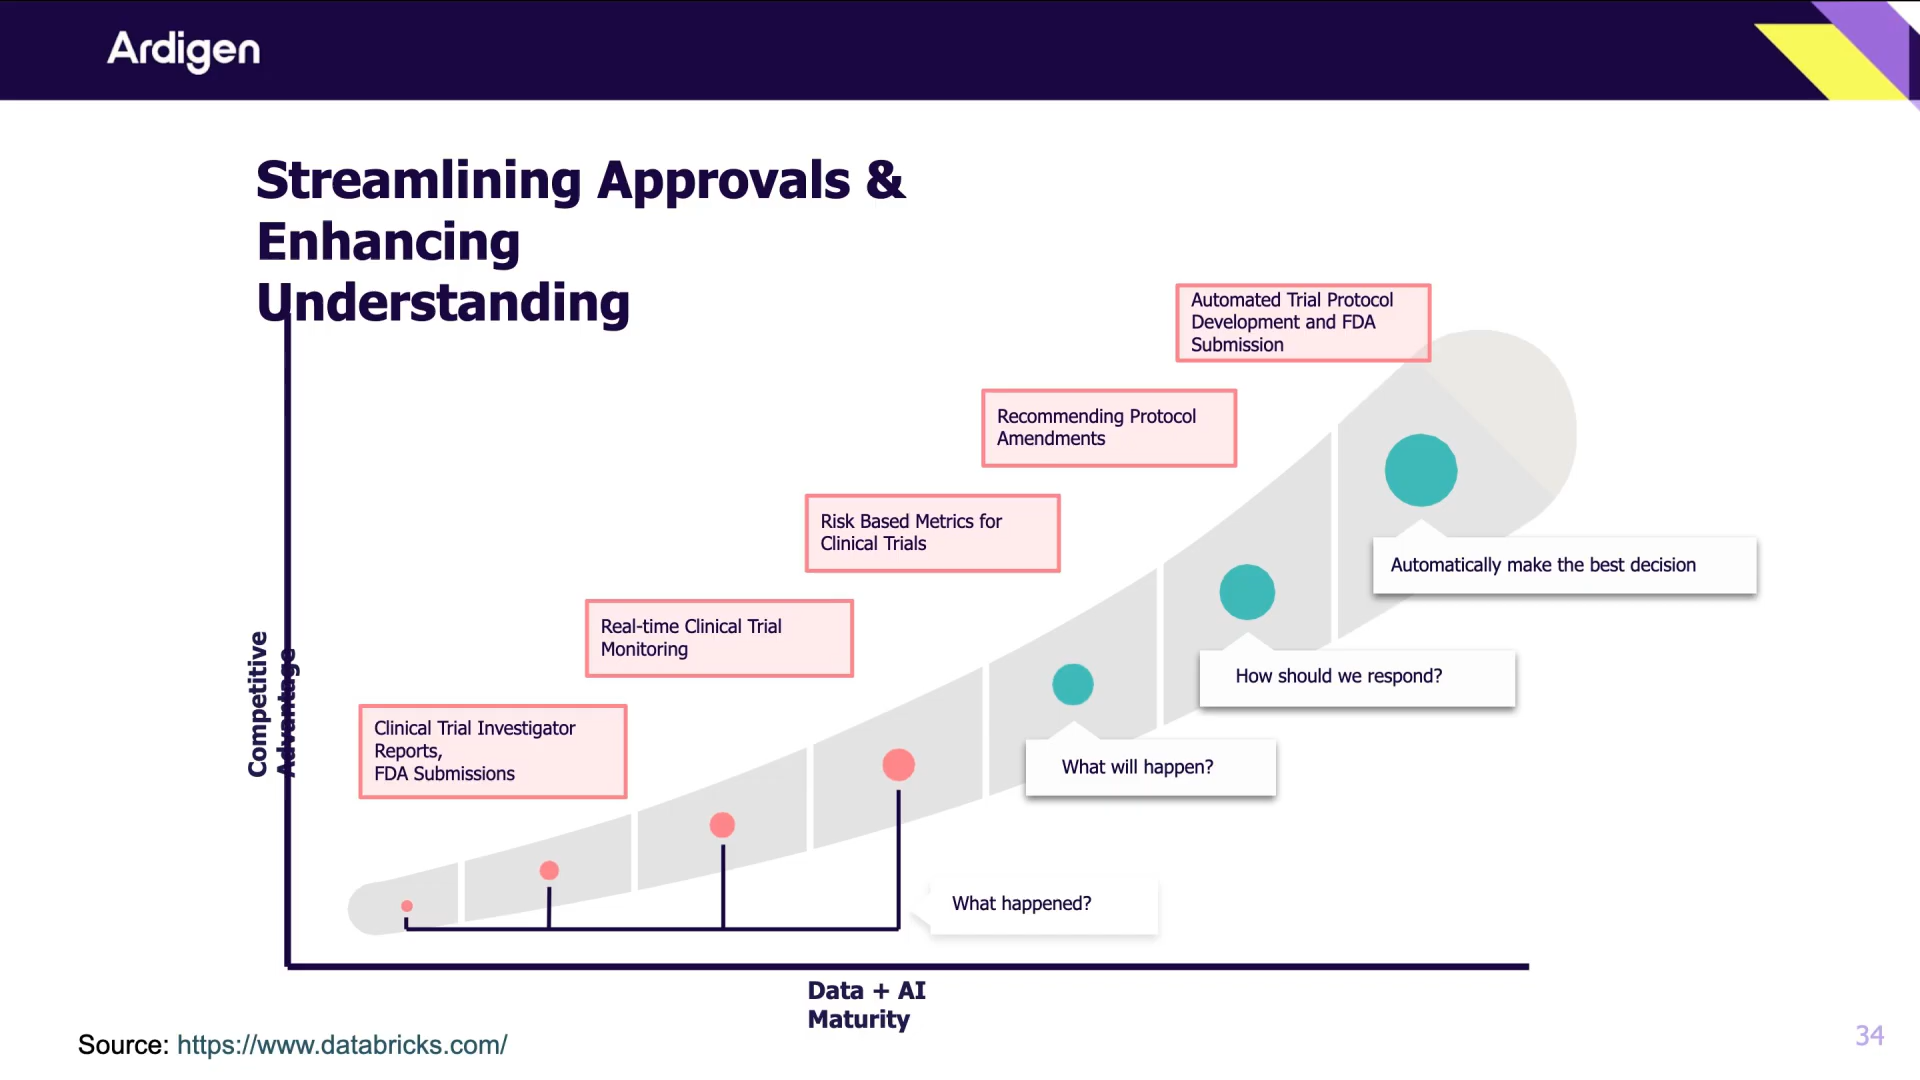 Ardigen
Streamlining Approvals &
Enhancing
Understanding
Automated Trial Protocol
Development and FDA
Submission
Recommending Protocol
Amendments
Risk Based Metrics for
Clinical Trials
Real-time Clinical Trial
Monitoring
Clinical Trial Investigator
Reports,
FDA Submissions
Automatically make the best decision
How should we respond?
What will happen?
What happened?
Competitive
Advantage
Data + AI
Maturity
Source: https://www.databricks.com/
34